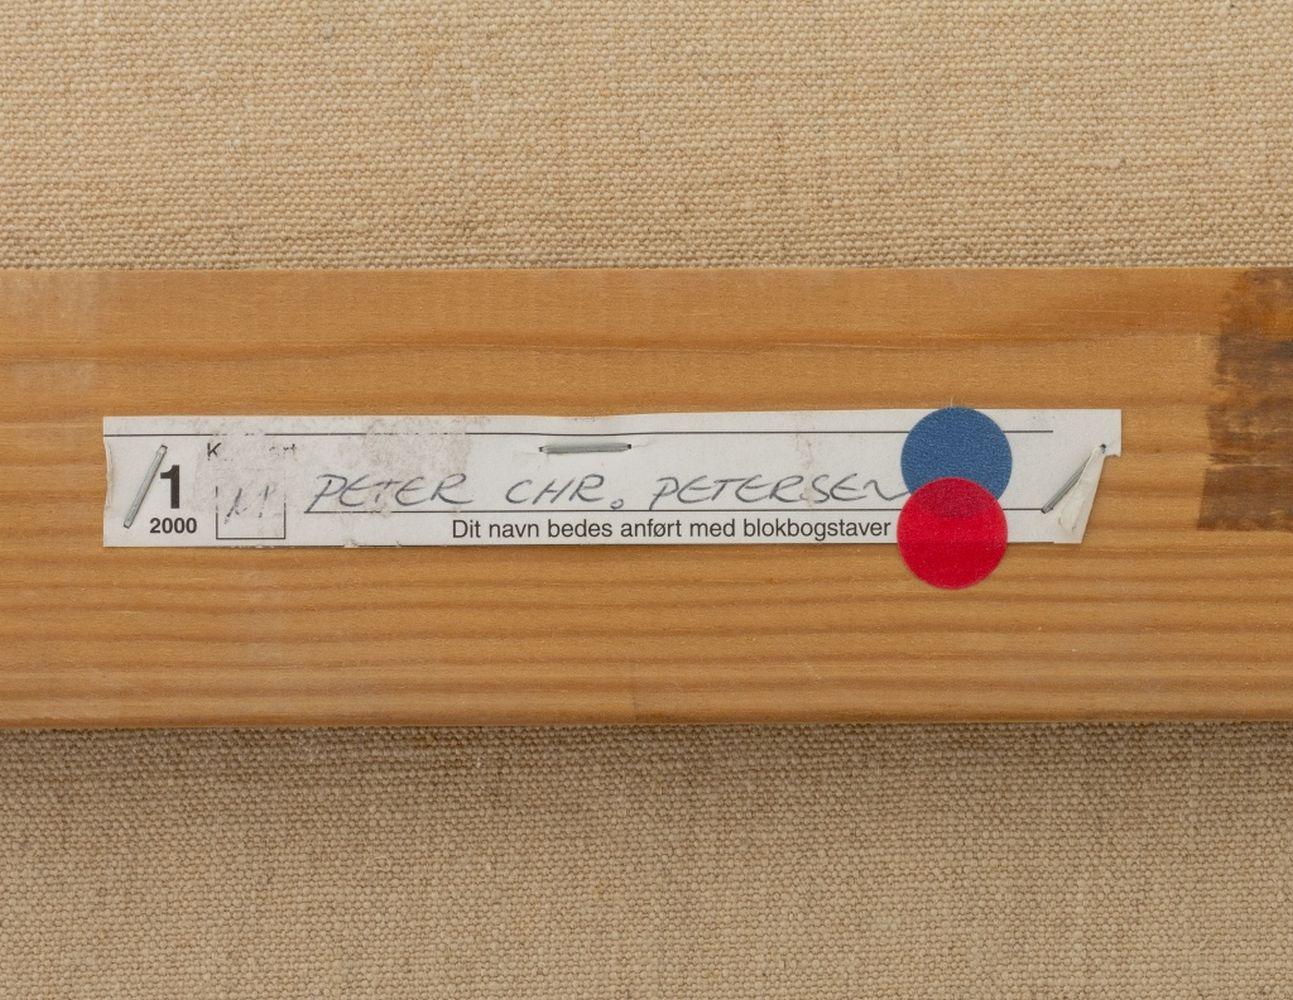 1
2000
M
PETER CHR. PETERSEN
Dit navn bedes anført med blokbogstaver